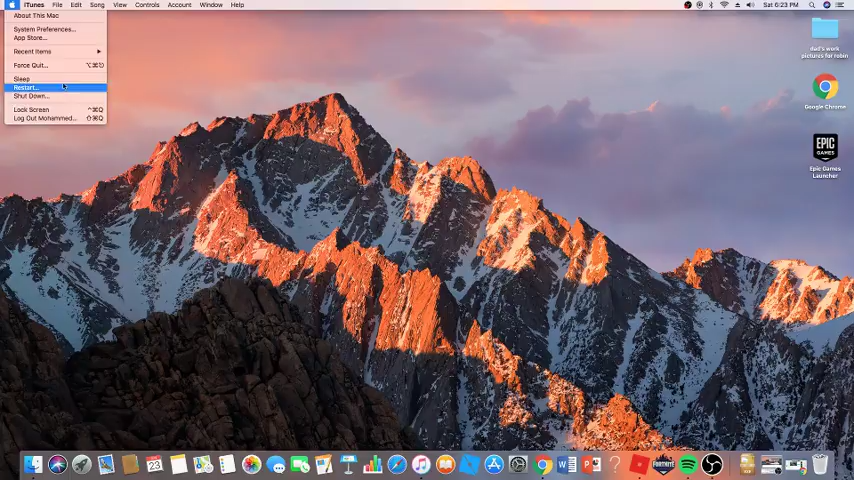 iTunes File Edit Song View Controls Account Window Help
Sat 6:23 PM
About This Mac
System Preferences...
App Store...
Recent Items
Force Quit... ⌥⌘⎋
Sleep
Restart...
Shut Down...
Lock Screen ^⌘Q
Log Out Mohammed... ⇧⌘Q
dad's work
pictures for robin
Google Chrome
EPIC
GAMES
Epic Games
Launcher
23
FORTNITE